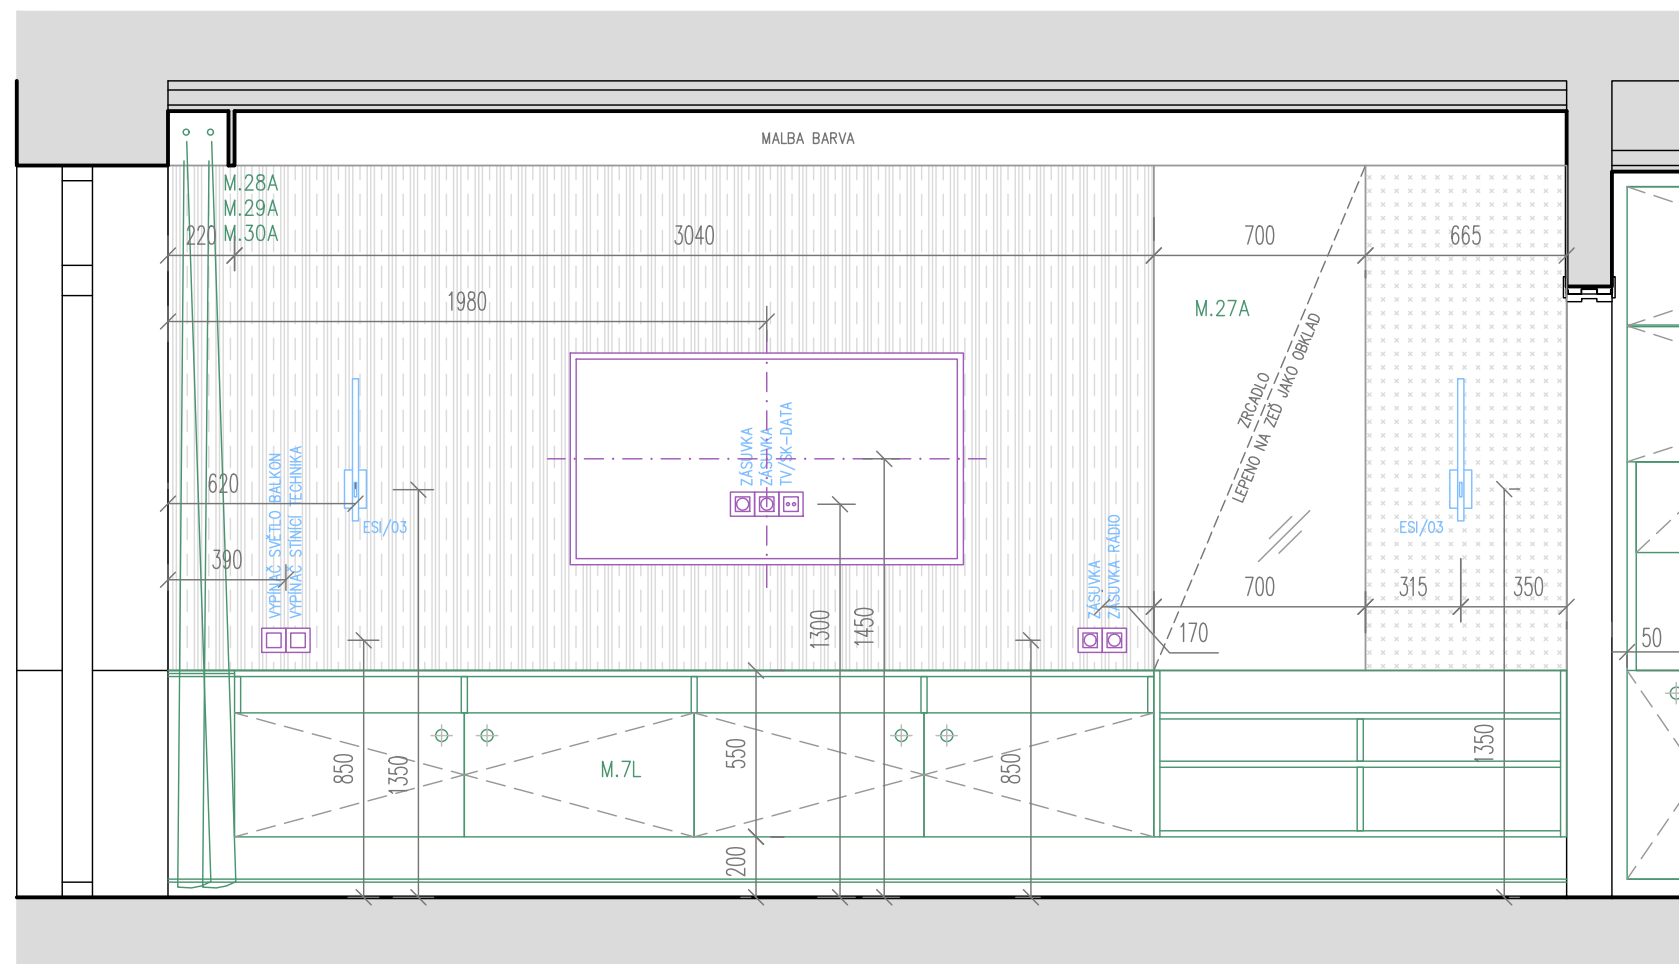 MALBA BARVA
M.28A
M.29A
M.30A
220
3040
700
665
1980
M.27A
ZRCADLO
LEPENO NA ZEĎ JAKO OBKLAD
ZÁSUVKA
ZÁSUVKA
TV/SK-DATA
VYPÍNAČ SVĚTLO BALKON
VYPÍNAČ STÍNÍCÍ TECHNIKA
620
ESI/03
ESI/03
390
ZÁSUVKA
ZÁSUVKA RÁDIO
700
315
350
170
50
1300
1450
850
1350
550
M.7L
850
1350
200